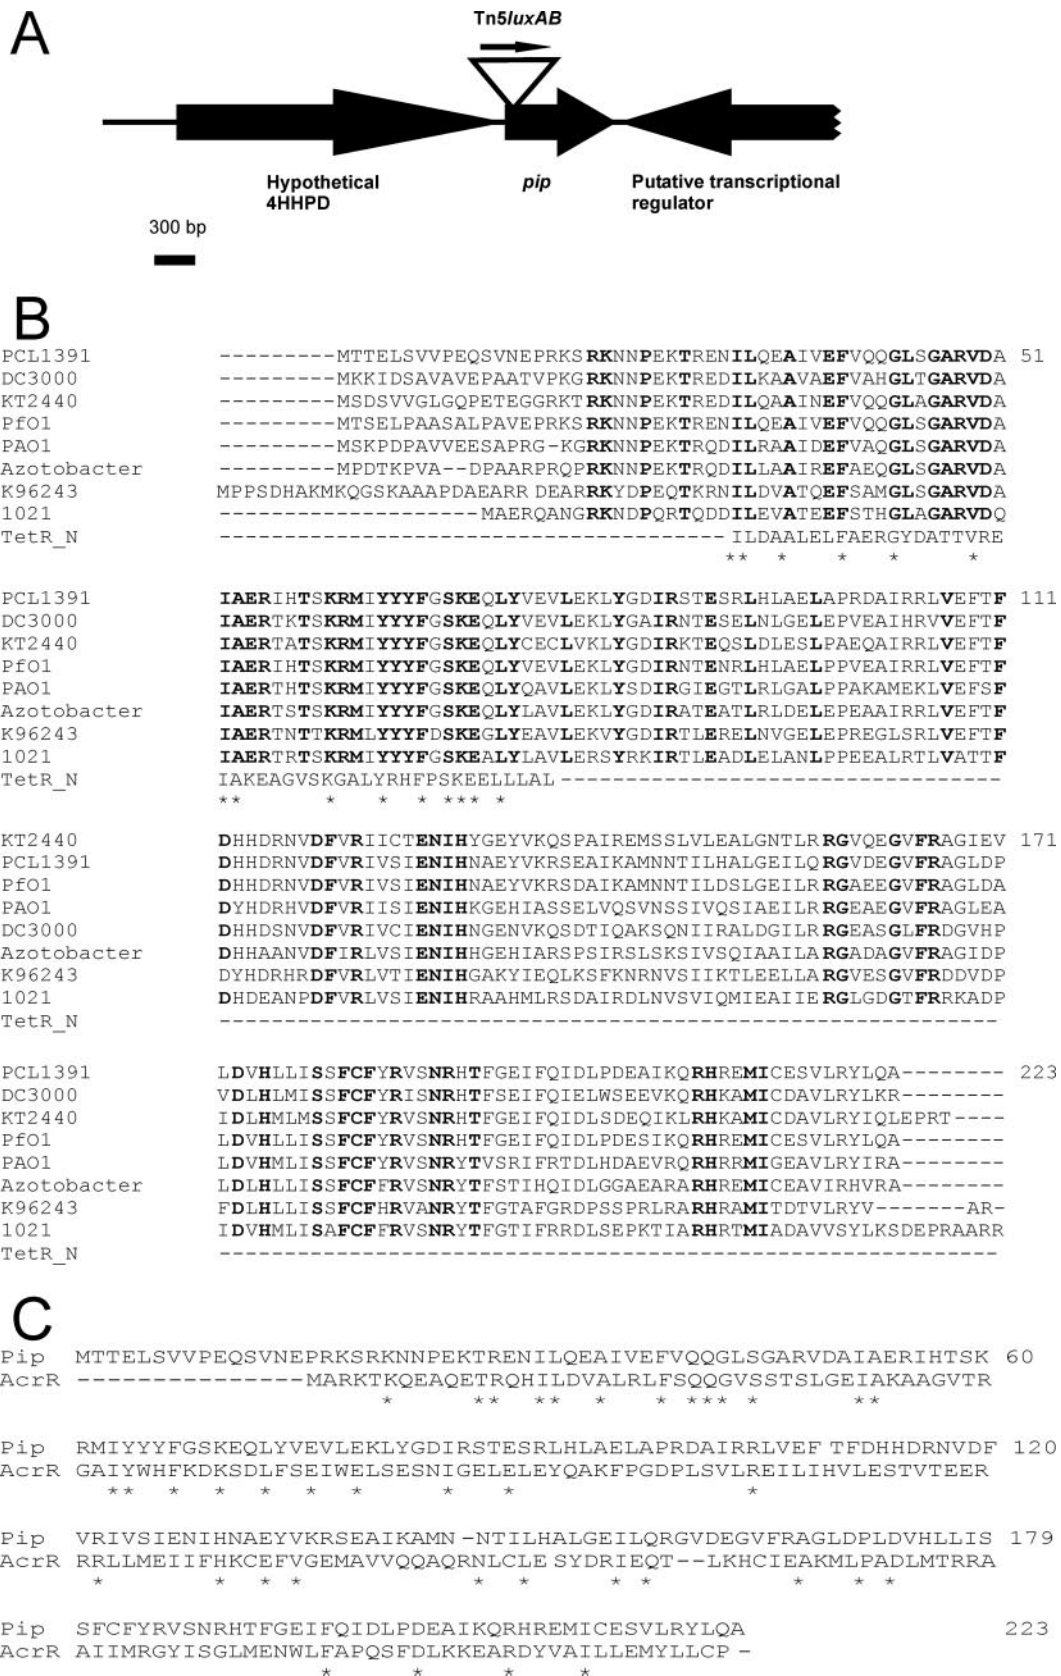 A
Tn5luxAB
Hypothetical
4HHPD
pip
Putative transcriptional
regulator
300 bp
B
PCL1391 ---------MTTELSVVPEQSVNEPRKSRKNNPEKTRENILQEAIVEFVQQGLSGARVDA 51
DC3000 ---------MKKIDSAVAVEPAATVPKGRKNNPEKTREDILKAAVAEFVAHGLTGARVDA
KT2440 ---------MSDSVVGLGQPETEGGRKTRKNNPEKTREDILQAAINEFVQQGLAGARVDA
PfO1 ---------MTSELPAASALPAVEPRKSRKNNPEKTRENILQEAIVEFVQQGLSGARVDA
PAO1 ---------MSKPDPAVVEESAPRG-KGRKNNPEKTRQDILRAAIDEFVAQGLSGARVDA
Azotobacter ---------MPDTKPVA--DPAARPRQPRKNNPEKTRQDILLAAIREFAEQGLSGARVDA
K96243 MPPSDHAKMKQGSKAAAPDAEARR DEARRKYDPEQTKRNILDVATQEFSAMGLSGARVDA
1021 --------------------MAERQANGRKNDPQRTQDDILEVATEEFSTHGLAGARVDQ
TetR_N --------------------------------------- ILDAALELFAERGYDATTVRE
** * * * *
PCL1391 IAERIHTSKRMIYYYFGSKEQLYVEVLEKLYGDIRSTESRLHLAELAPRDAIRRLVEFTF 111
DC3000 IAERTKTSKRMIYYYFGSKEQLYVEVLEKLYGAIRNTESELNLGELEPVEAIHRVVEFTF
KT2440 IAERTATSKRMIYYYFGSKEQLYCECLVKLYGDIRKTEQSLDLESLPAEQAIRRLVEFTF
PfO1 IAERIHTSKRMIYYYFGSKEQLYVEVLEKLYGDIRNTENRLHLAELPPVEAIRRLVEFTF
PAO1 IAERTHTSKRMIYYYFGSKEQLYQAVLEKLYSDIRGIEGTLRLGALPPAKAMEKLVEFSF
Azotobacter IAERTSTSKRMIYYYFGSKEQLYLAVLEKLYGDIRATEATLRLDELEPEAAIRRLVEFTF
K96243 IAERTNTTKRMLYYYFDSKEGLYEAVLEKVYGDIRTLERELNVGELEPREGLSRLVEFTF
1021 IAERTRTSKRMIYYYFGSKEALYLAVLERSYRKIRTLEADLELANLPPEEALRTLVATTF
TetR_N IAKEAGVSKGALYRHFPSKEELLLAL-----------------------------------
** * * * *** *
KT2440 DHHDRNVDFVRIICTENIHYGEYVKQSPAIREMSSLVLEALGNTLRRGVQEGVFRAGIEV 171
PCL1391 DHHDRNVDFVRIVSIENIHNAEYVKRSEAIKAMNNTILHALGEILQRGVDEGVFRAGLDP
PfO1 DHHDRNVDFVRIVSIENIHNAEYVKRSDAIKAMNNTILDSLGEILRRGAEEGVFRAGLDA
PAO1 DYHDRHVDFVRIISIENIHKGEHIASSELVQSVNSSIVQSIAEILRRGEAEGVFRAGLEA
DC3000 DHHDSNVDFVRIVCIENIHNGENVKQSDTIQAKSQNIIRALDGILRRGEASGLFRDGVHP
Azotobacter DHHAANVDFIRLVSIENIHHGEHIARSPSIRSLSKSIVSQIAAILARGADAGVFRAGIDP
K96243 DYHDRHRDFVRLVTIENIHGAKYIEQLKSFKNRNVSIIKTLEELLARGVESGVFRDDVDP
1021 DHDEANPDFVRLVSIENIHRAAHMLRSDAIRDLNVSVIQMIEAIIERGLGDGTFRRKADP
TetR_N ------------------------------------------------------------
PCL1391 LDVHLLISSFCFYRVSNRHTFGEIFQIDLPDEAIKQRHREMICESVLRYLQA-------- 223
DC3000 VDLHLMISSFCFYRISNRHTFSEIFQIELWSEEVKQRHKAMICDAVLRYLKR--------
KT2440 IDLHMLMSSFCFYRVSNRHTFGEIFQIDLSDEQIKLRHREMICDAVLRYIQLEPRT----
PfO1 LDVHLLISSFCFYRVSNRHTFGEIFQIDLPDESIKQRHREMICESVLRYLQA--------
PAO1 LDVHMLISSFCFYRVSNRYTVSRIFRTDLHDAEVRQRHRRMIGEAVLRYIRA--------
Azotobacter LDLHLLISSFCFFRVSNRYTFSTIHQIDLGGAEARARHREMICEAVIRHVRA--------
K96243 FDLHLLISSFCFHRVANRYTFGTAFGRDPSSPRLRARHRAMITDTVLRYV-------AR-
1021 IDVHMLISAFCFFRVSNRYTFGTIFRRDLSEPKTIARHRTMIADAVVSYLKSDEPRAARR
TetR_N ------------------------------------------------------------
C
Pip MTTELSVVPEQSVNEPRKSRKNNPEKTRENILQEAIVEFVQQGLSGARVDAIAERIHTSK 60
AcrR ---------------MARKTKQEAQETRQHILDVALRLFSQQGVSSTSLGEIAKAAGVTR
* ** ** * * *** * **
Pip RMIYYYFGSKEQLYVEVLEKLYGDIRSTESRLHLAELAPRDAIRRLVEF TFDHHDRNVDF 120
AcrR GAIYWHFKDKSDLFSEIWELSESNIGELELEYQAKFPGDPLSVLREILIHVLESTVTEER
** * * * * * * * *
Pip VRIVSIENIHNAEYVKRSEAIKAMN -NTILHALGEILQRGVDEGVFRAGLDPLDVHLLIS 179
AcrR RRLLMEIIFHKCEFVGEMAVVQQAQRNLCLE SYDRIEQT--LKHCIEAKMLPADLMTRRA
* * * * * * * * * * *
Pip SFCFYRVSNRHTFGEIFQIDLPDEAIKQRHREMICESVLRYLQA 223
AcrR AIIMRGYISGLMENWLFAPQSFDLKKEARDYVAILLEMYLLCP -
* * * *